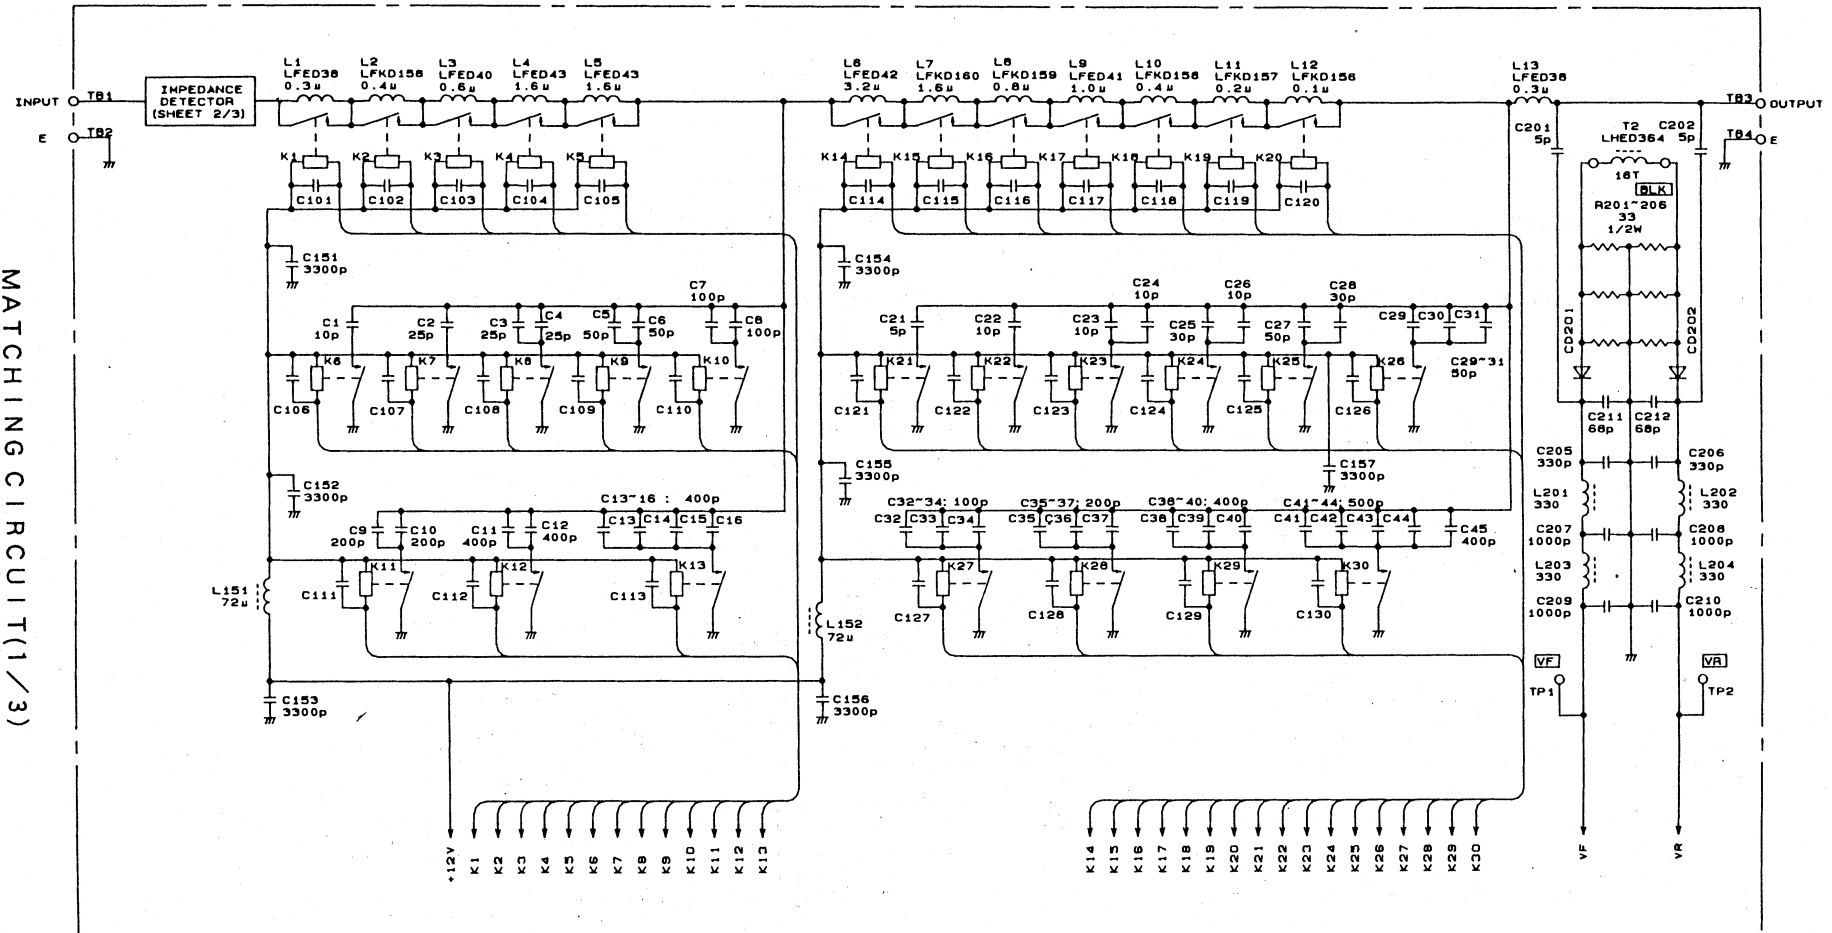 MATCHING CIRCUIT (1/3)
INPUT
TB1
E
TB2
IMPEDANCE
DETECTOR
(SHEET 2/3)
L1
LFED38
0.3μ
L2
LFKD158
0.4μ
L3
LFED40
0.6μ
L4
LFED43
1.6μ
L5
LFED43
1.6μ
L6
LFED42
3.2μ
L7
LFKD160
1.6μ
L8
LFKD159
0.8μ
L9
LFED41
1.0μ
L10
LFKD158
0.4μ
L11
LFKD157
0.2μ
L12
LFKD156
0.1μ
L13
LFED38
0.3μ
TB3
OUTPUT
TB4
E
K1
K2
K3
K4
K5
C101
C102
C103
C104
C105
K14
K15
K16
K17
K18
K19
K20
C114
C115
C116
C117
C118
C119
C120
C201
5p
T2
LHED364
16T
C202
5p
BLK
R201~206
33
1/2W
C151
3300p
C154
3300p
C1
10p
C2
25p
C3
25p
C4
25p
C5
50p
C6
50p
C7
100p
C8
100p
C21
5p
C22
10p
C23
10p
C24
10p
C25
30p
C26
10p
C27
50p
C28
30p
C29
C30
C31
C29~31
50p
CD201
CD202
K6
K7
K8
K9
K10
C106
C107
C108
C109
C110
K21
K22
K23
K24
K25
K26
C121
C122
C123
C124
C125
C126
C211
68p
C212
68p
C152
3300p
C155
3300p
C157
3300p
C205
330p
C206
330p
L201
330
L202
330
C207
1000p
C208
1000p
L203
330
L204
330
C209
1000p
C210
1000p
C9
200p
C10
200p
C11
400p
C12
400p
C13~16 : 400p
C13
C14
C15
C16
C32~34: 100p
C32
C33
C34
C35~37: 200p
C35
C36
C37
C38~40: 400p
C38
C39
C40
C41~44: 500p
C41
C42
C43
C44
C45
400p
L151
72μ
K11
K12
K13
C111
C112
C113
L152
72μ
K27
K28
K29
K30
C127
C128
C129
C130
C153
3300p
C156
3300p
VF
TP1
VR
TP2
+12V
K1
K2
K3
K4
K5
K6
K7
K8
K9
K10
K11
K12
K13
K14
K15
K16
K17
K18
K19
K20
K21
K22
K23
K24
K25
K26
K27
K28
K29
K30
VF
VR